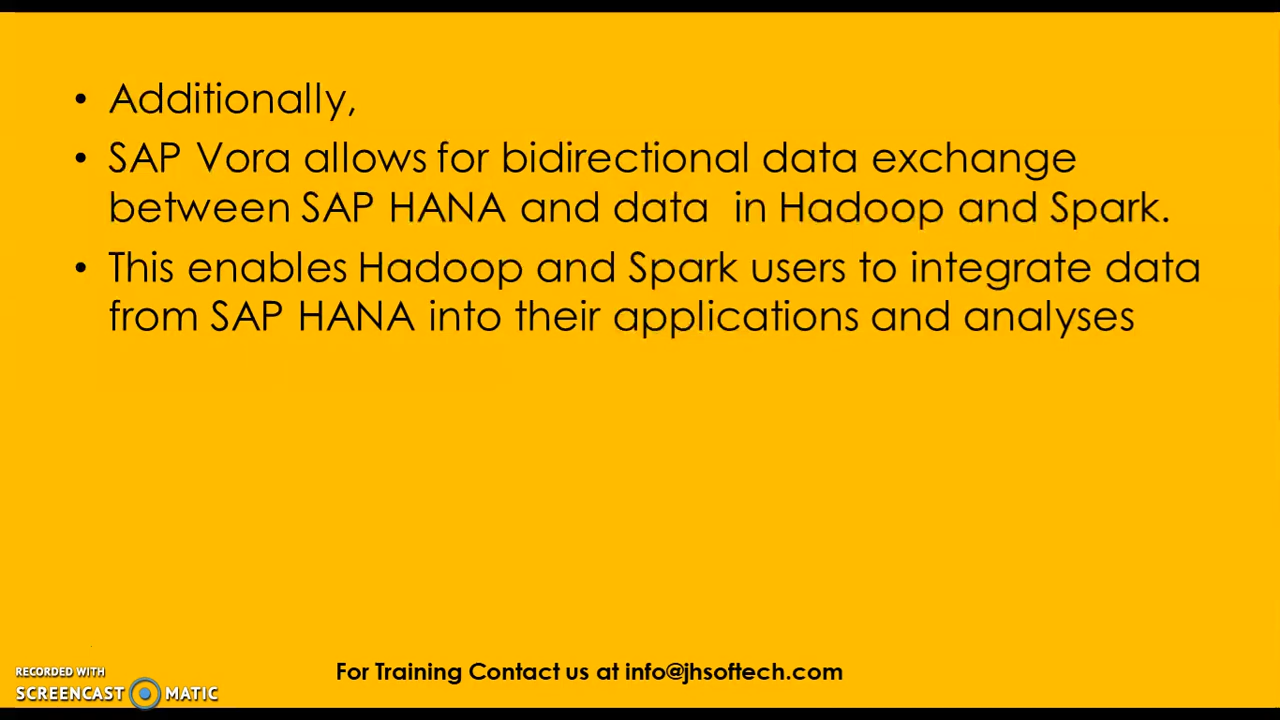 • Additionally,
• SAP Vora allows for bidirectional data exchange
between SAP HANA and data  in Hadoop and Spark.
• This enables Hadoop and Spark users to integrate data
from SAP HANA into their applications and analyses
For Training Contact us at info@jhsoftech.com
RECORDED WITH
SCREENCAST MATIC